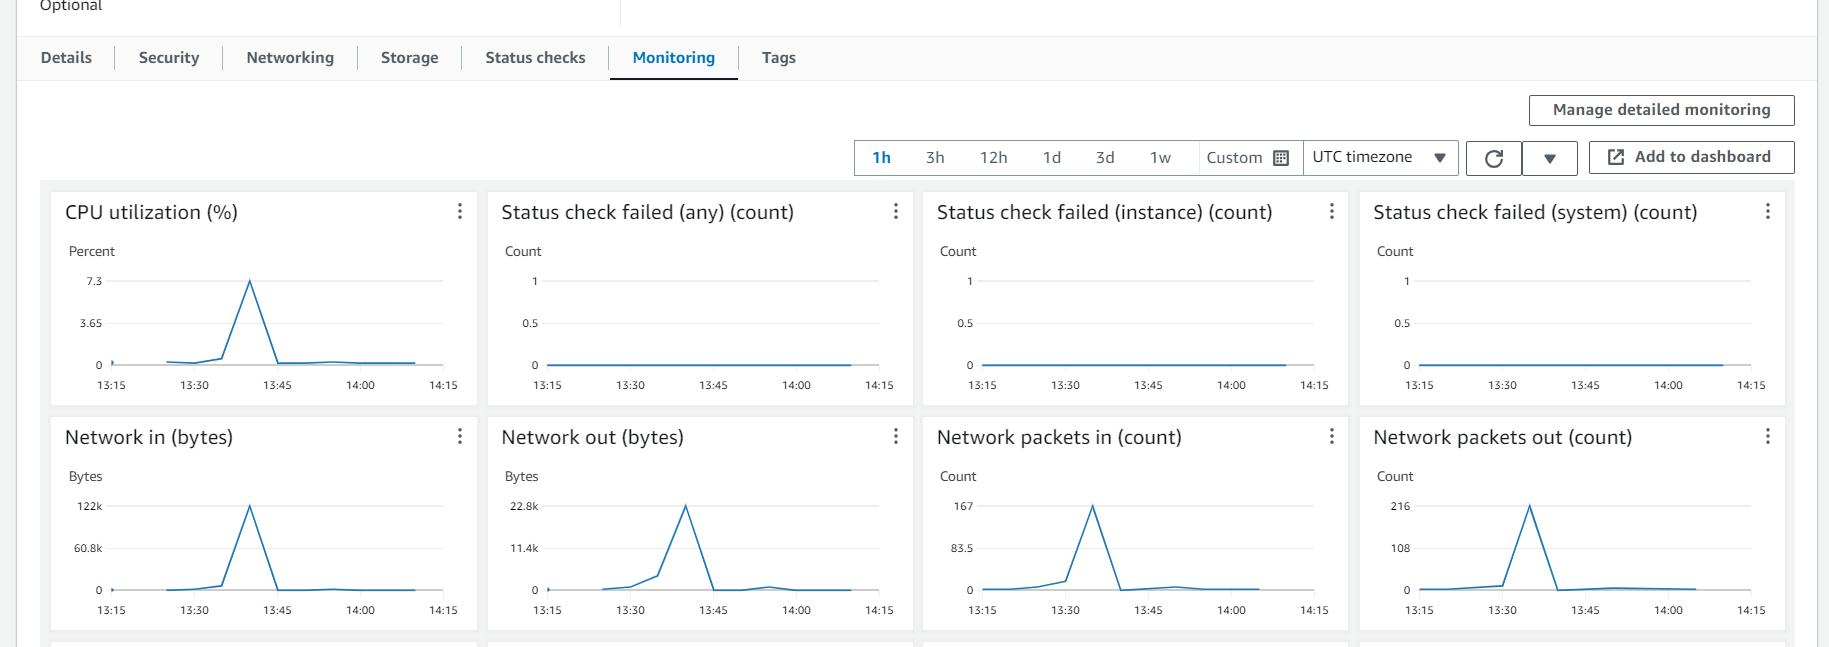 Optional
Details Security Networking Storage Status checks Monitoring Tags
Manage detailed monitoring
1h 3h 12h 1d 3d 1w Custom UTC timezone Add to dashboard
CPU utilization (%)
Percent
7.3
3.65
0
13:15 13:30 13:45 14:00 14:15
Status check failed (any) (count)
Count
1
0.5
0
13:15 13:30 13:45 14:00 14:15
Status check failed (instance) (count)
Count
1
0.5
0
13:15 13:30 13:45 14:00 14:15
Status check failed (system) (count)
Count
1
0.5
0
13:15 13:30 13:45 14:00 14:15
Network in (bytes)
Bytes
122k
60.8k
0
13:15 13:30 13:45 14:00 14:15
Network out (bytes)
Bytes
22.8k
11.4k
0
13:15 13:30 13:45 14:00 14:15
Network packets in (count)
Count
167
83.5
0
13:15 13:30 13:45 14:00 14:15
Network packets out (count)
Count
216
108
0
13:15 13:30 13:45 14:00 14:15